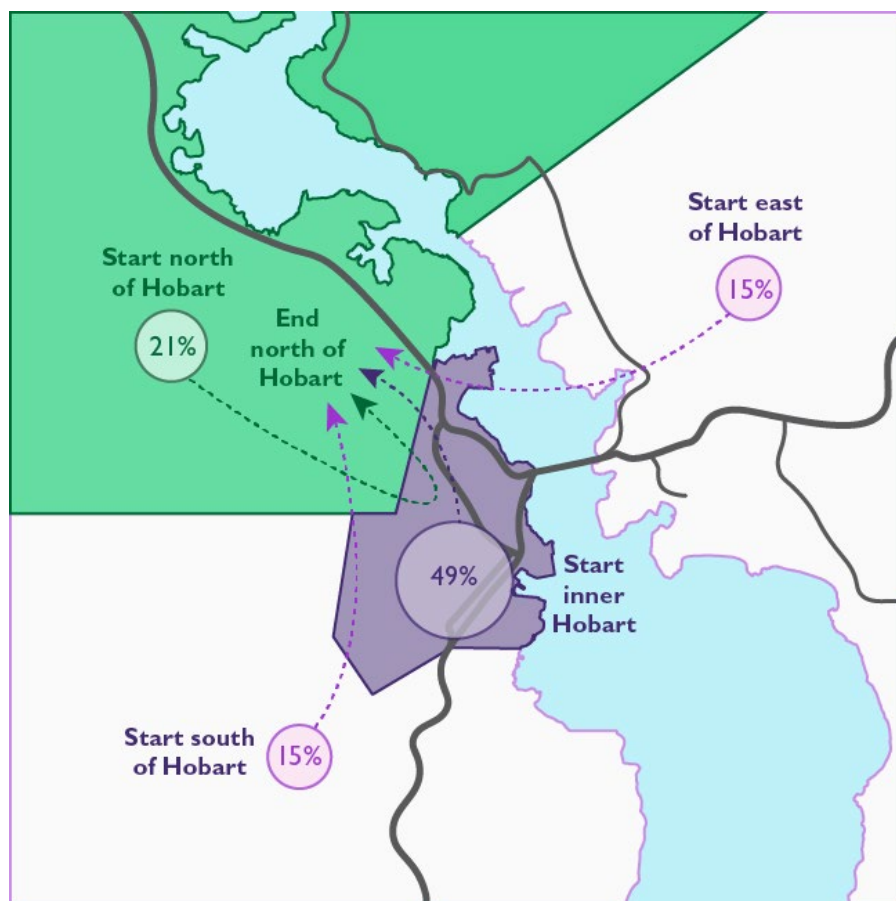 Start east
of Hobart
15%
Start north
of Hobart
21%
End
north of
Hobart
49%
Start
inner
Hobart
Start south
of Hobart
15%